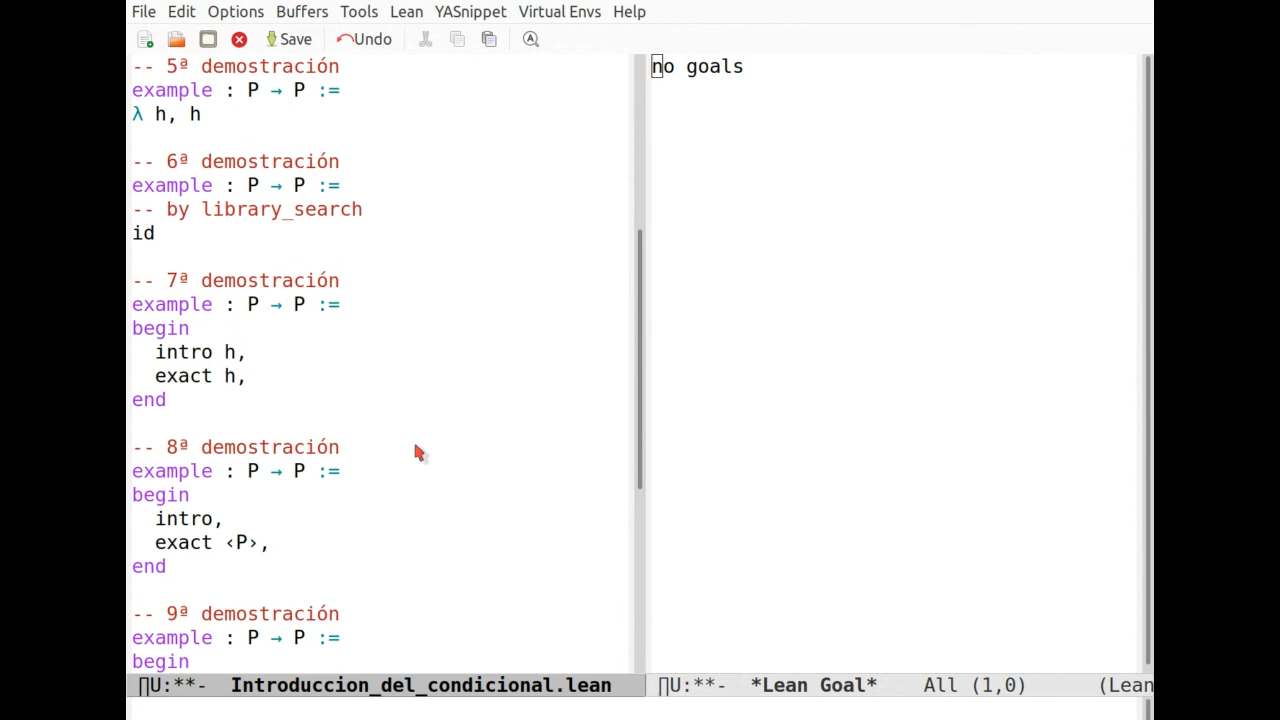 File Edit Options Buffers Tools Lean YASnippet Virtual Envs Help
Save Undo
-- 5ª demostración
example : P → P :=
λ h, h
-- 6ª demostración
example : P → P :=
-- by library_search
id
-- 7ª demostración
example : P → P :=
begin
  intro h,
  exact h,
end
-- 8ª demostración
example : P → P :=
begin
  intro,
  exact ‹P›,
end
-- 9ª demostración
example : P → P :=
begin
∏U:**-  Introduccion_del_condicional.lean
no goals
∏U:**-  *Lean Goal*    All (1,0)      (Lean